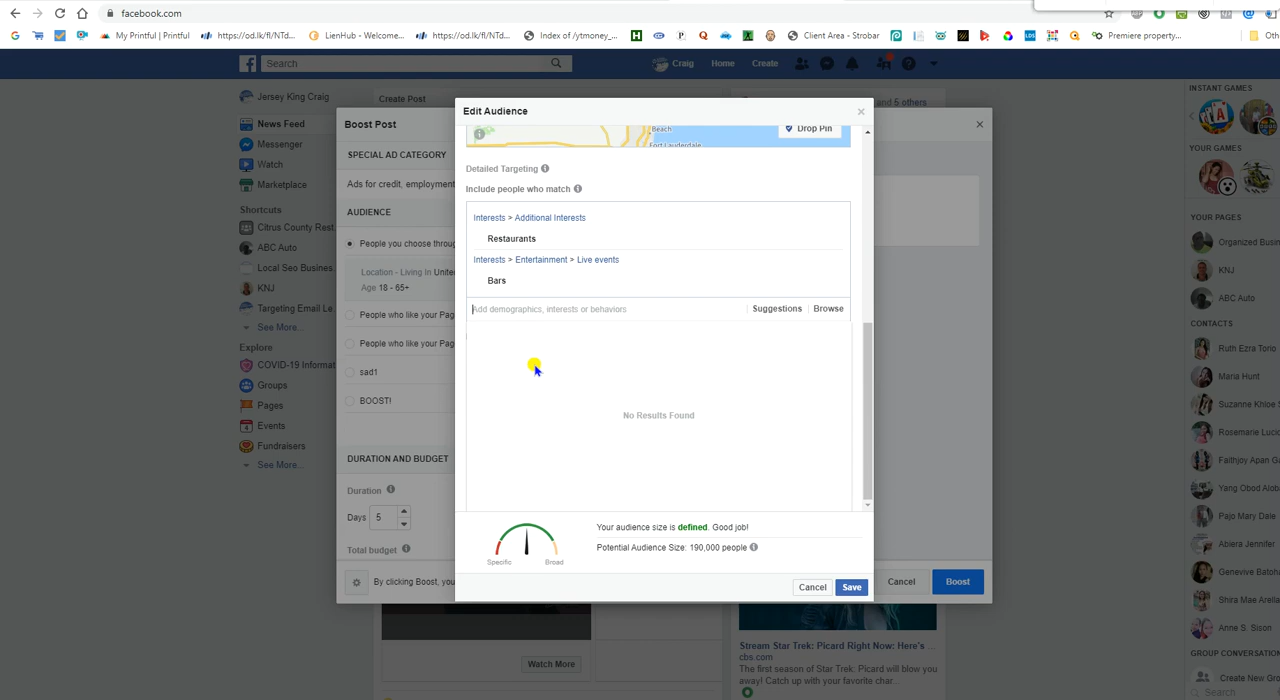 facebook.com
My Printful | Printful
https://od.lk/fl/NTd...
LienHub - Welcome...
https://od.lk/fl/NTd...
Index of /ytmoney_...
Client Area - Strobar
Premiere property...
Oth
Search
Craig
Home
Create
Jersey King Craig
News Feed
Messenger
Watch
Marketplace
Shortcuts
Citrus County Rest
ABC Auto
Local Seo Busines
KNJ
Targeting Email Le
See More...
Explore
COVID-19 Informat
Groups
Pages
Events
Fundraisers
See More...
Create Post
and 5 others
Boost Post
SPECIAL AD CATEGORY
Ads for credit, employment
AUDIENCE
People you choose throug
Location - Living In Unite
Age 18 - 65+
People who like your Pag
People who like your Pag
sad1
BOOST!
DURATION AND BUDGET
Duration
Days 5
Total budget
By clicking Boost, you
Cancel
Boost
Edit Audience
Beach
Fort Lauderdale
Drop Pin
Detailed Targeting
Include people who match
Interests > Additional Interests
Restaurants
Interests > Entertainment > Live events
Bars
Add demographics, interests or behaviors
Suggestions
Browse
No Results Found
Specific
Broad
Your audience size is defined. Good job!
Potential Audience Size: 190,000 people
Cancel
Save
Watch More
Stream Star Trek: Picard Right Now: Here's ...
cbs.com
The first season of Star Trek: Picard will blow you
away! Catch up with your favorite char...
INSTANT GAMES
YOUR GAMES
YOUR PAGES
Organized Busin
KNJ
ABC Auto
CONTACTS
Ruth Ezra Torio
Maria Hunt
Suzanne Khloe S
Rosemarie Lucid
Faithjoy Apan Ga
Yang Obod Alob
Pajo Mary Dale
Abiera Jennifer
Genevive Batoh
Shira Mae Arella
Anne S. Sison
GROUP CONVERSATION
Create New Gro
Search